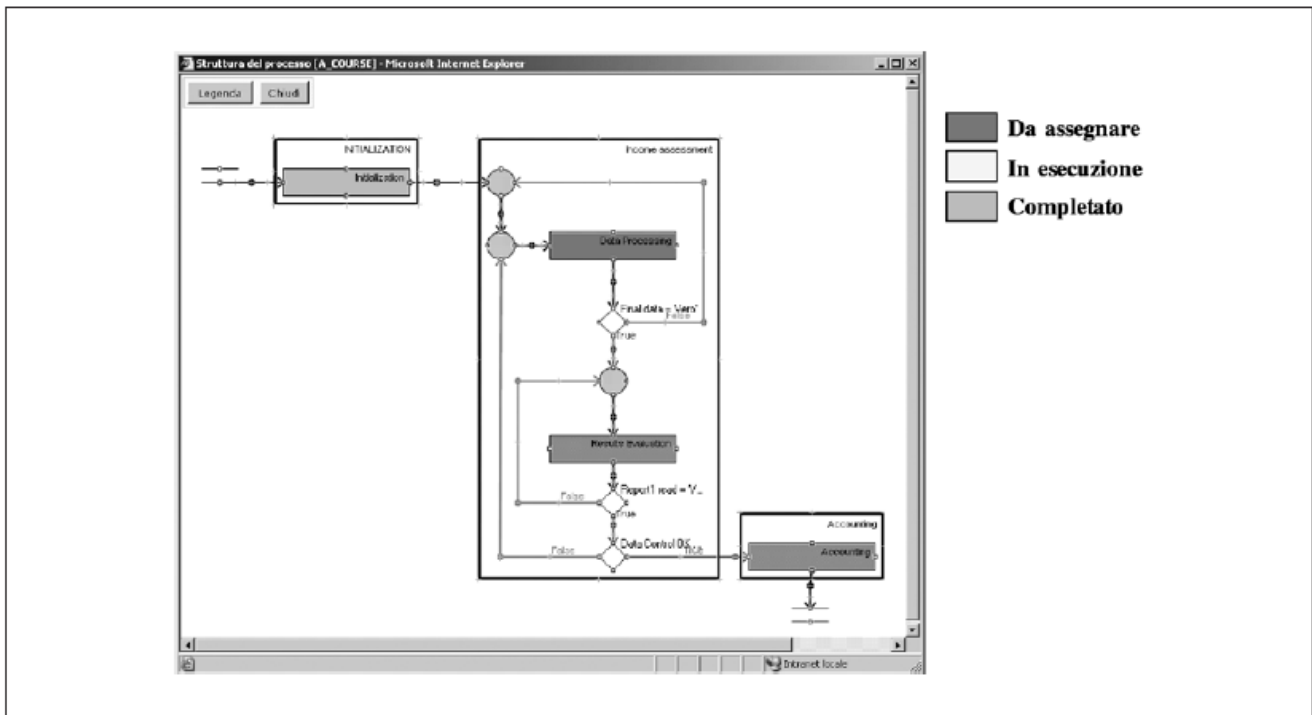 Struttura del processo [A_COURSE] - Microsoft Internet Explorer
Legenda
Chiudi
INITIALIZATION
Initialization
Income assessment
Data Processing
Final data = 'Vero'
False
True
Results Evaluation
Report1 read = 'V...
False
True
Data Control OK
False
True
Accounting
Accounting
Intranet locale
Da assegnare
In esecuzione
Completato